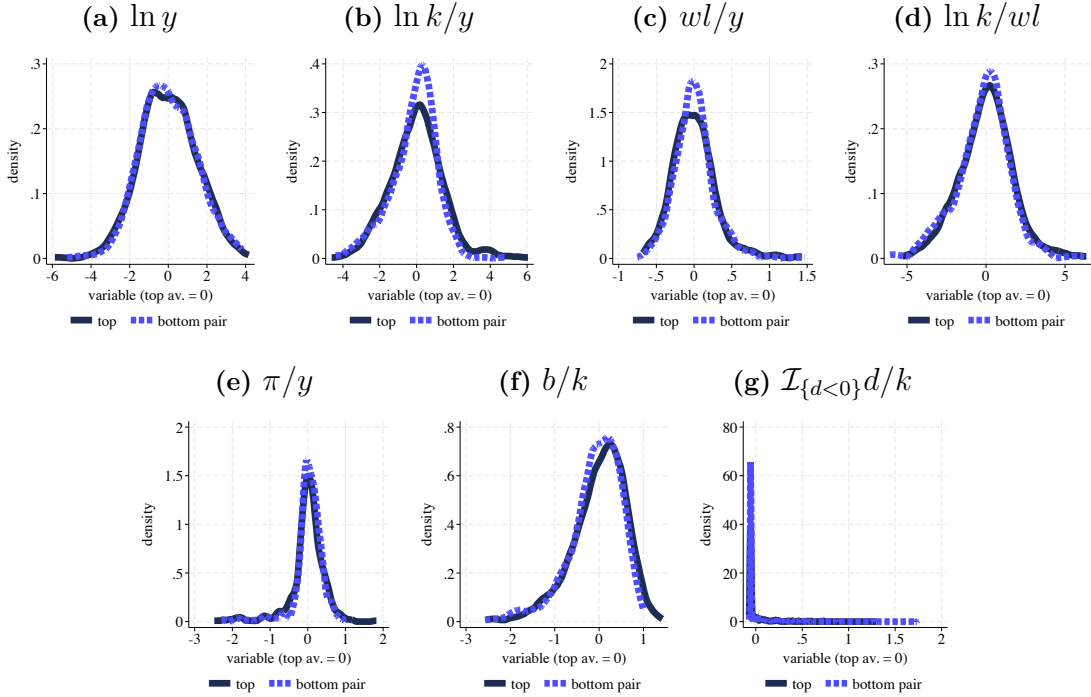 (a) ln y
(b) ln k/y
(c) wl/y
(d) ln k/wl
.3
.2
.1
0
density
-6 -4 -2 0 2 4
variable (top av. = 0)
top bottom pair
.4
.3
.2
.1
0
density
-4 -2 0 2 4 6
variable (top av. = 0)
top bottom pair
2
1.5
1
.5
0
density
-1 -.5 0 .5 1 1.5
variable (top av. = 0)
top bottom pair
.3
.2
.1
0
density
-5 0 5
variable (top av. = 0)
top bottom pair
(e) π/y
(f) b/k
(g) 𝓘{d<0}d/k
2
1.5
1
.5
0
density
-3 -2 -1 0 1 2
variable (top av. = 0)
top bottom pair
.8
.6
.4
.2
0
density
-3 -2 -1 0 1
variable (top av. = 0)
top bottom pair
80
60
40
20
0
density
0 .5 1 1.5 2
variable (top av. = 0)
top bottom pair